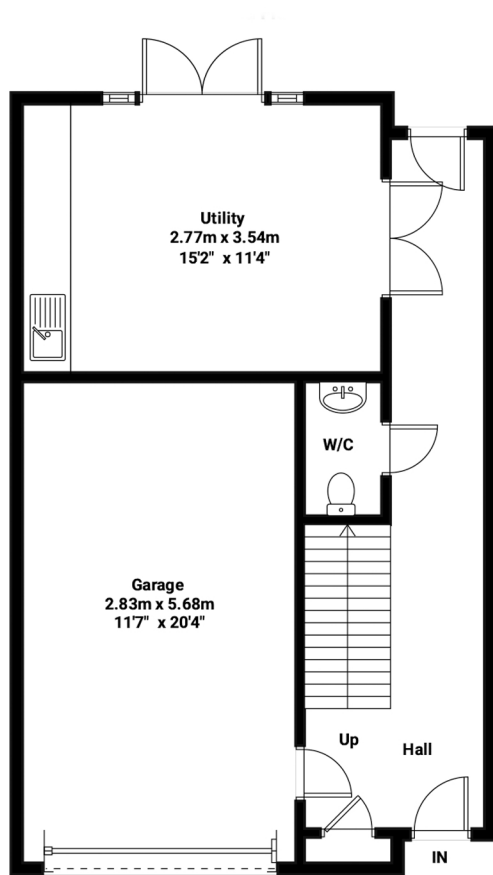 Utility
2.77m x 3.54m
15'2" x 11'4"
W/C
Garage
2.83m x 5.68m
11'7" x 20'4"
Up
Hall
IN